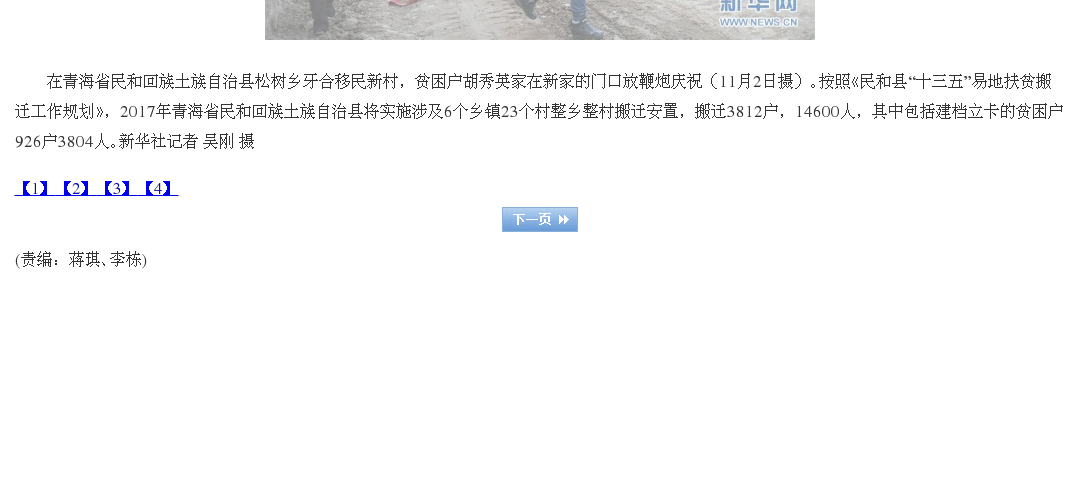 新华网
WWW.NEWS.CN
在青海省民和回族土族自治县松树乡牙合移民新村，贫困户胡秀英家在新家的门口放鞭炮庆祝（11月2日摄）。按照《民和县“十三五”易地扶贫搬
迁工作规划》，2017年青海省民和回族土族自治县将实施涉及6个乡镇23个村整乡整村搬迁安置，搬迁3812户，14600人，其中包括建档立卡的贫困户
926户3804人。新华社记者 吴刚 摄
【1】 【2】 【3】 【4】
下一页
(责编：蒋琪、李栋)